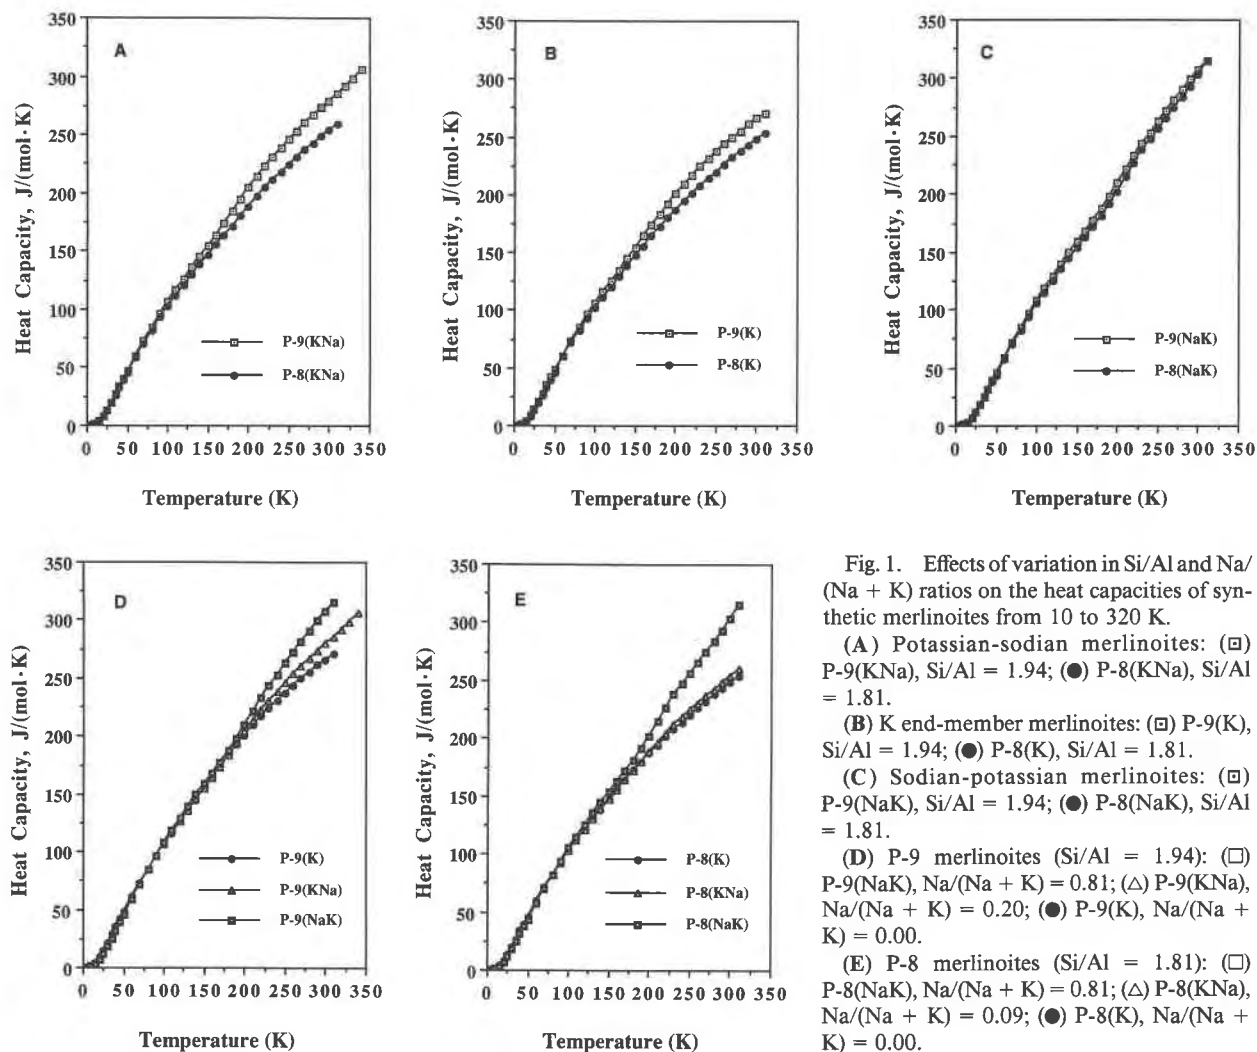 A
Heat Capacity, J/(mol·K)
350
300
250
200
150
100
50
0
P-9(KNa)
P-8(KNa)
0 50 100 150 200 250 300 350
Temperature (K)
B
Heat Capacity, J/(mol·K)
350
300
250
200
150
100
50
0
P-9(K)
P-8(K)
0 50 100 150 200 250 300 350
Temperature (K)
C
Heat Capacity, J/(mol·K)
350
300
250
200
150
100
50
0
P-9(NaK)
P-8(NaK)
0 50 100 150 200 250 300 350
Temperature (K)
D
Heat Capacity, J/(mol·K)
350
300
250
200
150
100
50
0
P-9(K)
P-9(KNa)
P-9(NaK)
0 50 100 150 200 250 300 350
Temperature (K)
E
Heat Capacity, J/(mol·K)
350
300
250
200
150
100
50
0
P-8(K)
P-8(KNa)
P-8(NaK)
0 50 100 150 200 250 300 350
Temperature (K)
Fig. 1. Effects of variation in Si/Al and Na/
(Na + K) ratios on the heat capacities of syn-
thetic merlinoites from 10 to 320 K.
(A) Potassian-sodian merlinoites: (⊡)
P-9(KNa), Si/Al = 1.94; (●) P-8(KNa), Si/Al
= 1.81.
(B) K end-member merlinoites: (⊡) P-9(K),
Si/Al = 1.94; (●) P-8(K), Si/Al = 1.81.
(C) Sodian-potassian merlinoites: (⊡)
P-9(NaK), Si/Al = 1.94; (●) P-8(NaK), Si/Al
= 1.81.
(D) P-9 merlinoites (Si/Al = 1.94): (□)
P-9(NaK), Na/(Na + K) = 0.81; (△) P-9(KNa),
Na/(Na + K) = 0.20; (●) P-9(K), Na/(Na +
K) = 0.00.
(E) P-8 merlinoites (Si/Al = 1.81): (□)
P-8(NaK), Na/(Na + K) = 0.81; (△) P-8(KNa),
Na/(Na + K) = 0.09; (●) P-8(K), Na/(Na +
K) = 0.00.